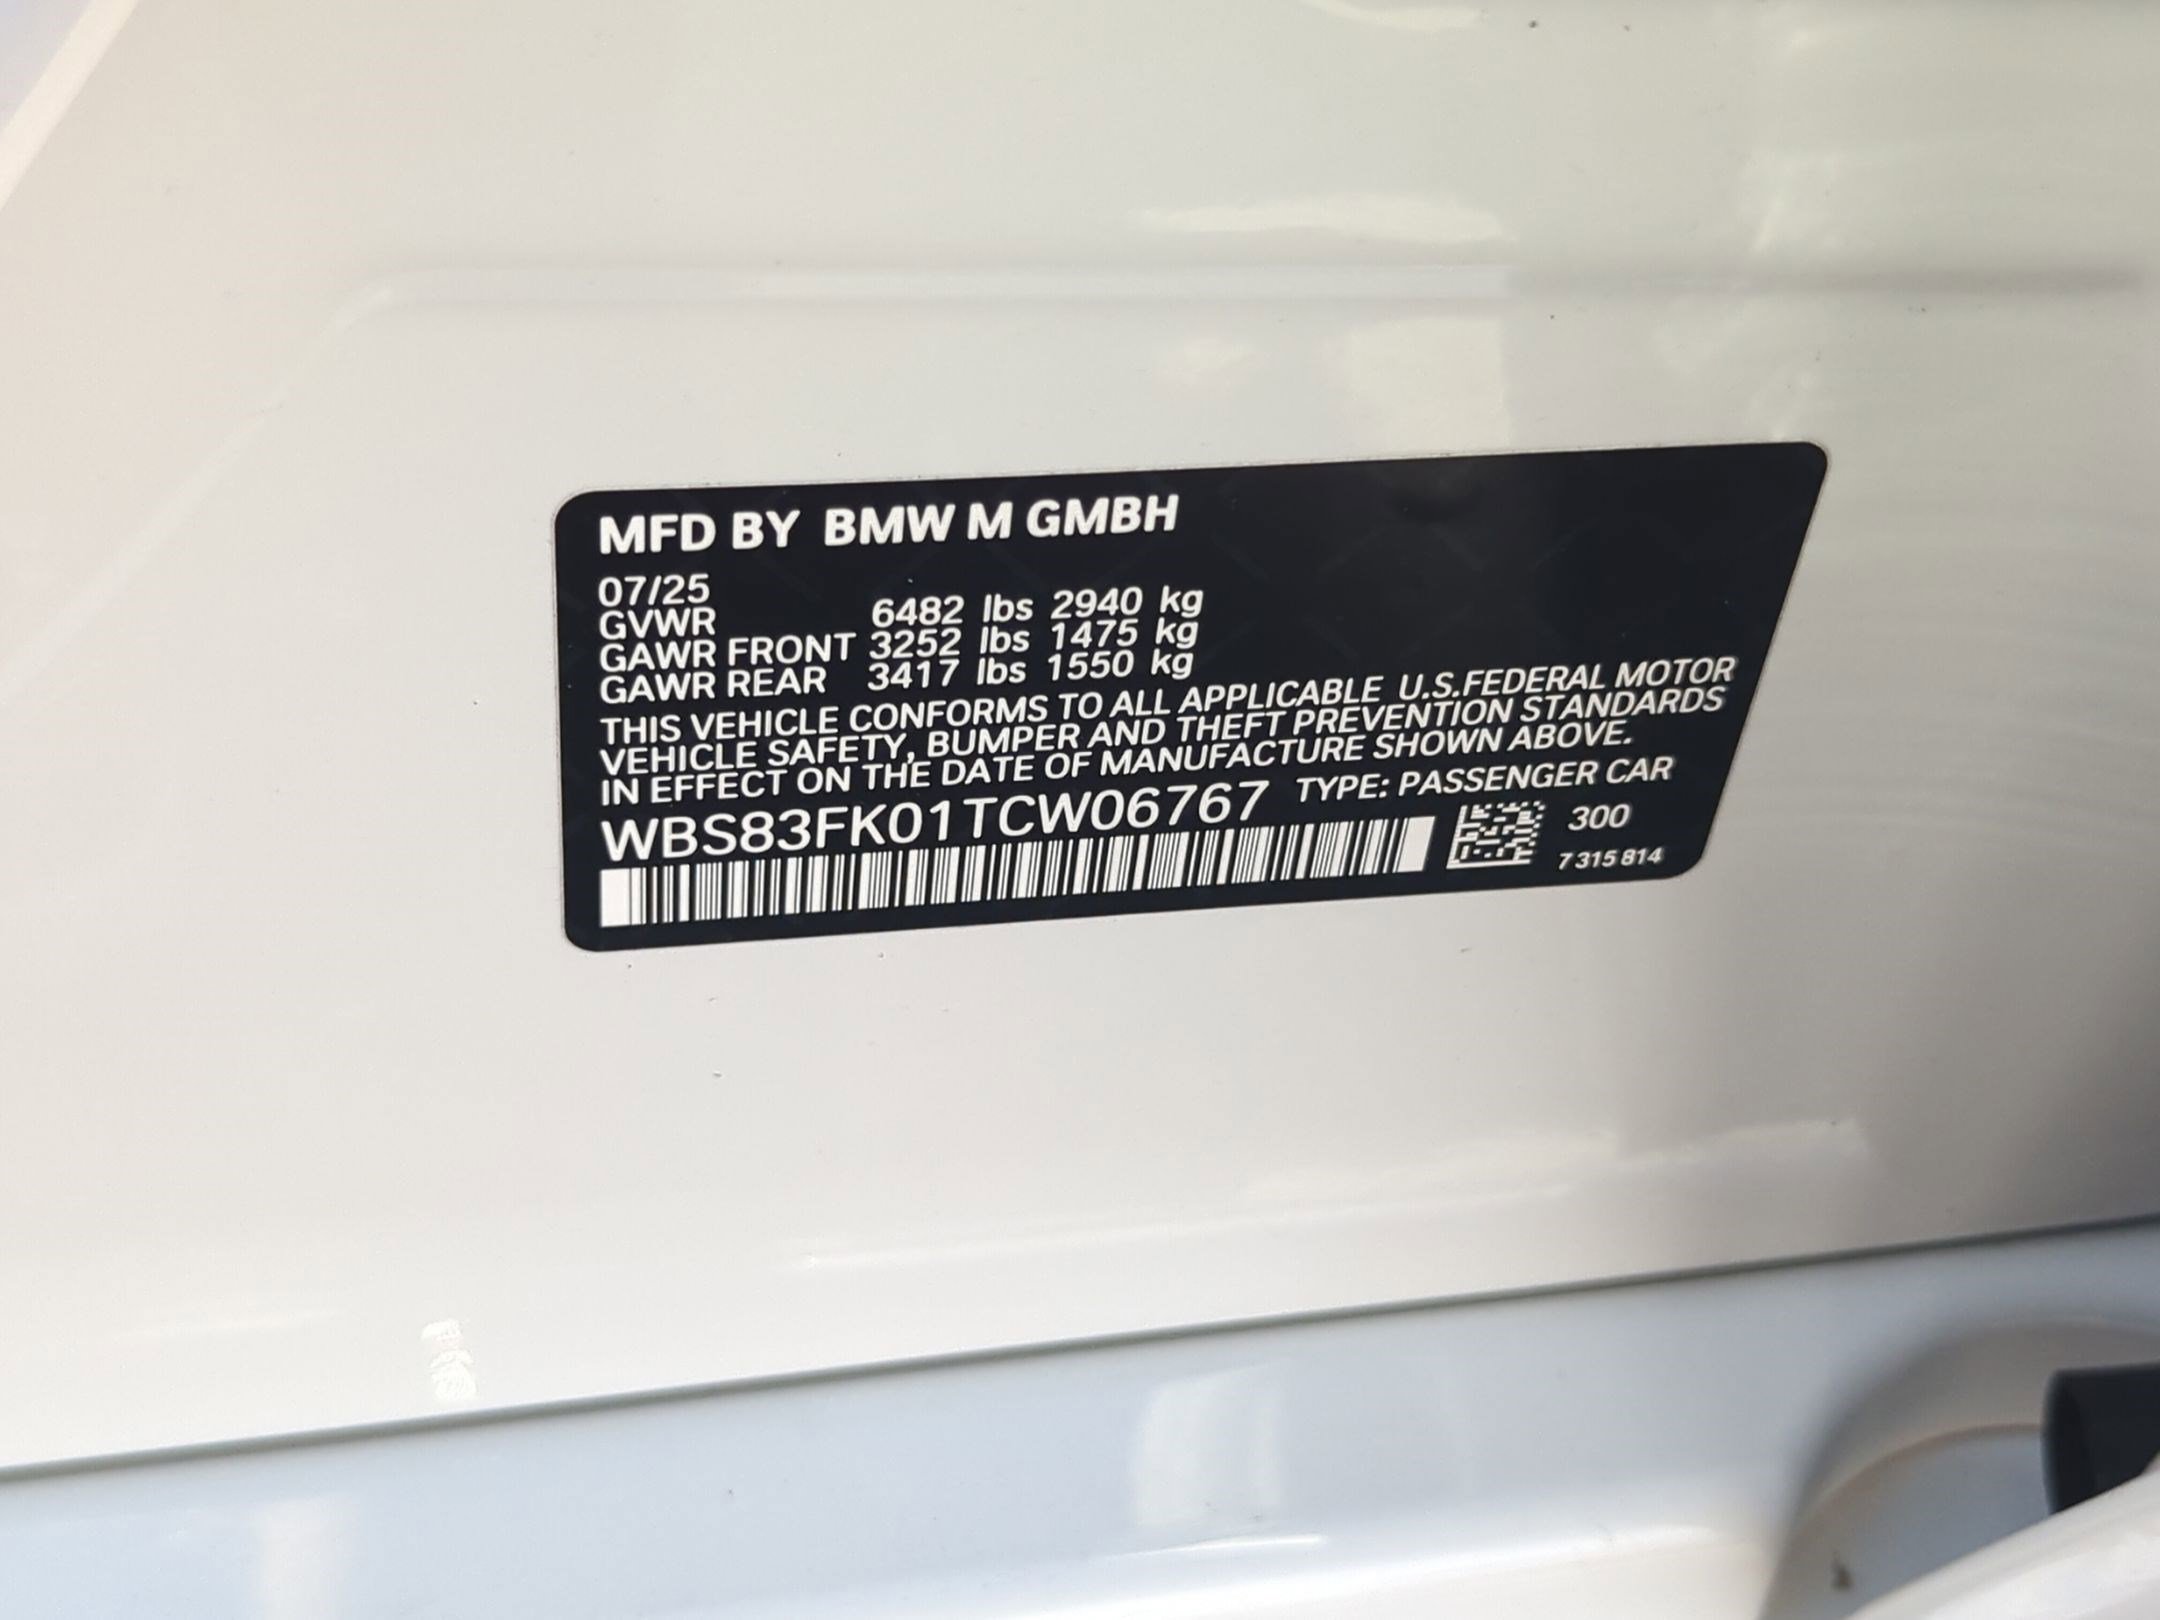 MFD BY BMW M GMBH
07/25
GVWR 6482 lbs 2940 kg
GAWR FRONT 3252 lbs 1475 kg
GAWR REAR 3417 lbs 1550 kg
THIS VEHICLE CONFORMS TO ALL APPLICABLE U.S.FEDERAL MOTOR
VEHICLE SAFETY, BUMPER AND THEFT PREVENTION STANDARDS
IN EFFECT ON THE DATE OF MANUFACTURE SHOWN ABOVE.
WBS83FK01TCW06767 TYPE: PASSENGER CAR
300
7 315 814